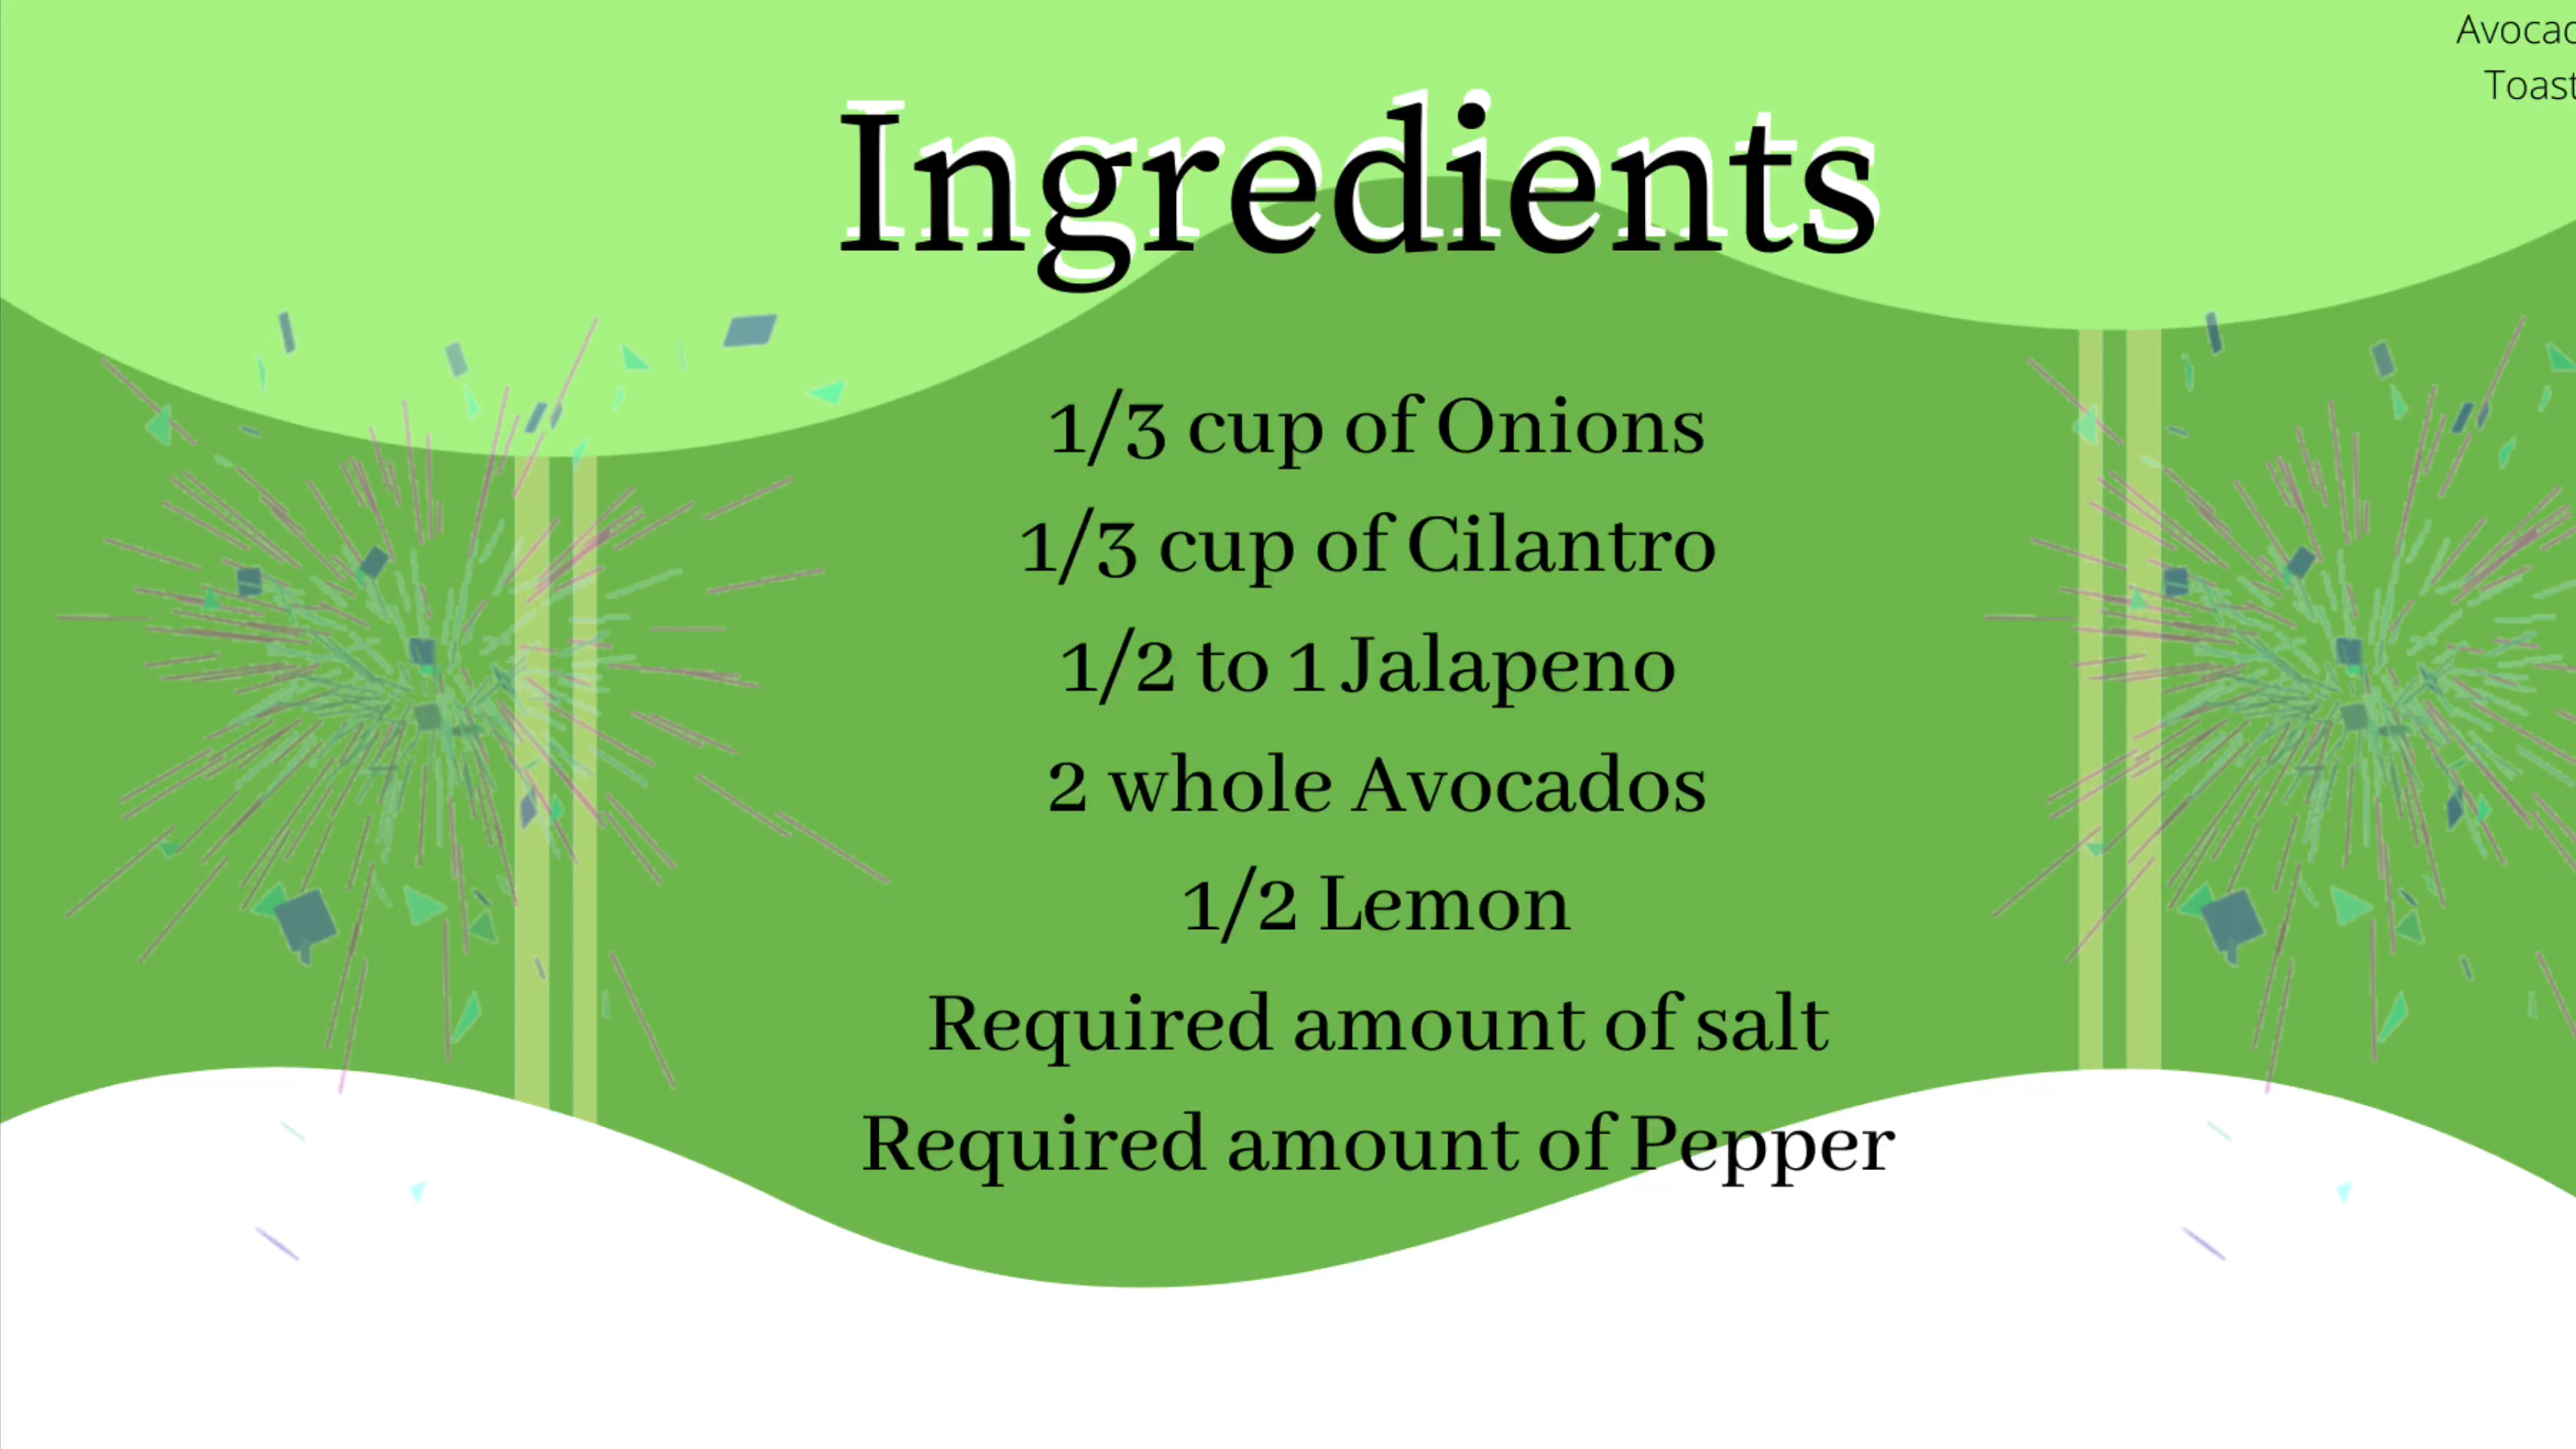 Toast
Ingredients
1/3 cup of Onions
1/3 cup of Cilantro
1/2 to 1 Jalapeno
2 whole Avocados
1/2 Lemon
Required amount of salt
Required amount of Pepper